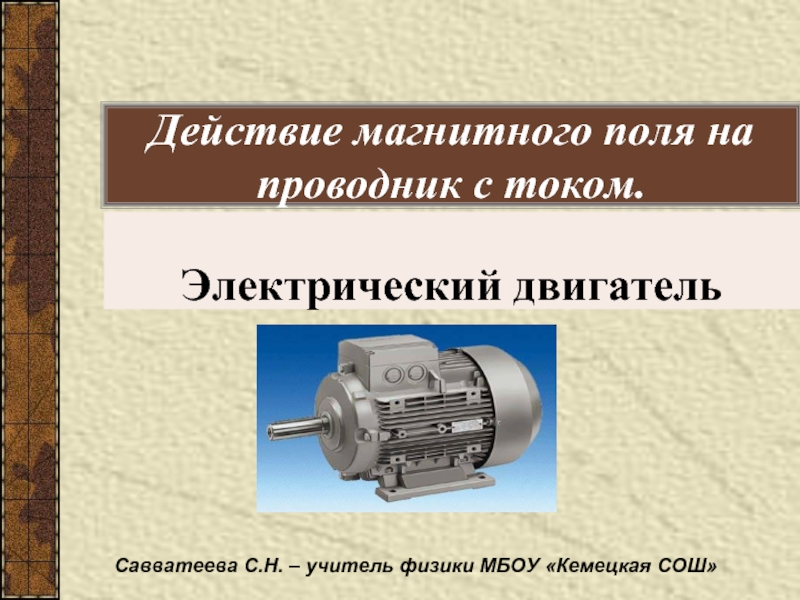 Действие магнитного поля на
проводник с током.
Электрический двигатель
Савватеева С.Н. – учитель физики МБОУ «Кемецкая СОШ»